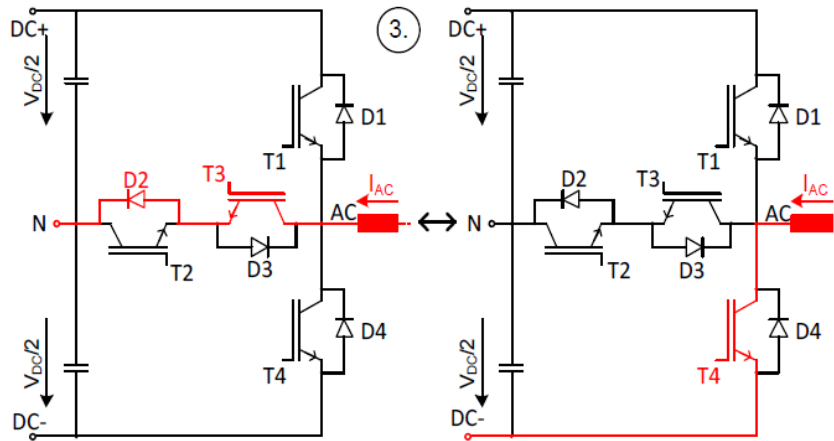 DC+
V_DC/2
T1
D1
D2
T3
I_AC
N
AC
T2
D3
V_DC/2
T4
D4
DC-
3.
DC+
V_DC/2
T1
D1
D2
T3
I_AC
N
AC
T2
D3
V_DC/2
T4
D4
DC-